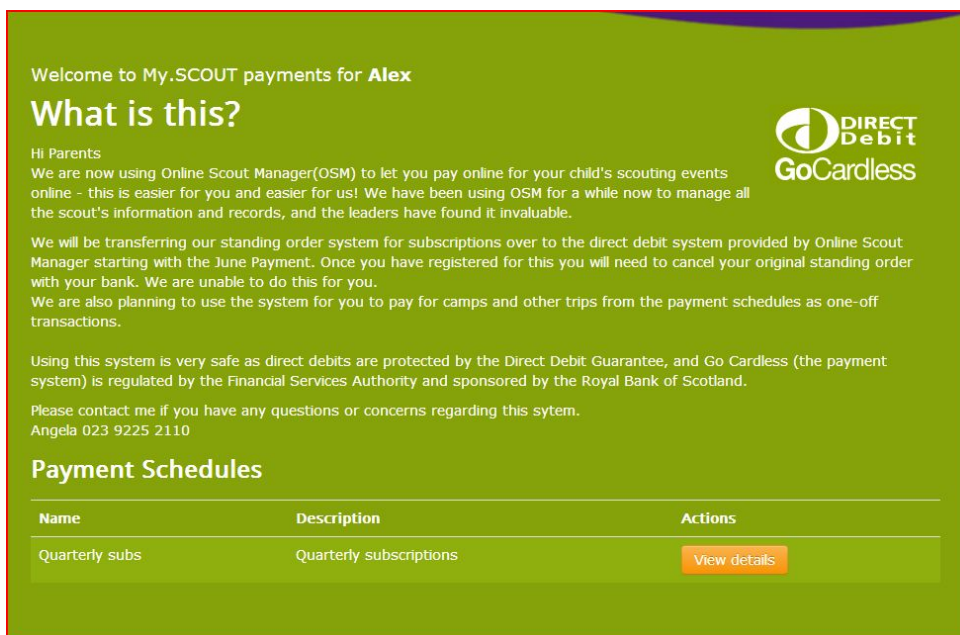 Welcome to My.SCOUT payments for Alex
What is this?
DIRECT
Debit
GoCardless
Hi Parents
We are now using Online Scout Manager(OSM) to let you pay online for your child's scouting events
online - this is easier for you and easier for us! We have been using OSM for a while now to manage all
the scout's information and records, and the leaders have found it invaluable.
We will be transferring our standing order system for subscriptions over to the direct debit system provided by Online Scout
Manager starting with the June Payment. Once you have registered for this you will need to cancel your original standing order
with your bank. We are unable to do this for you.
We are also planning to use the system for you to pay for camps and other trips from the payment schedules as one-off
transactions.
Using this system is very safe as direct debits are protected by the Direct Debit Guarantee, and Go Cardless (the payment
system) is regulated by the Financial Services Authority and sponsored by the Royal Bank of Scotland.
Please contact me if you have any questions or concerns regarding this sytem.
Angela 023 9225 2110
Payment Schedules
Name Description Actions
Quarterly subs Quarterly subscriptions View details